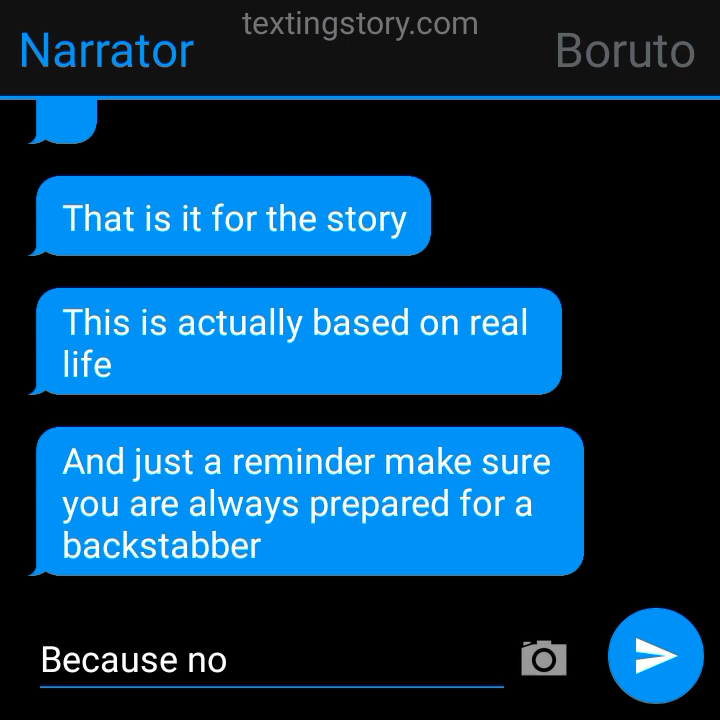 textingstory.com
Narrator
Boruto
That is it for the story
This is actually based on real
life
And just a reminder make sure
you are always prepared for a
backstabber
Because no